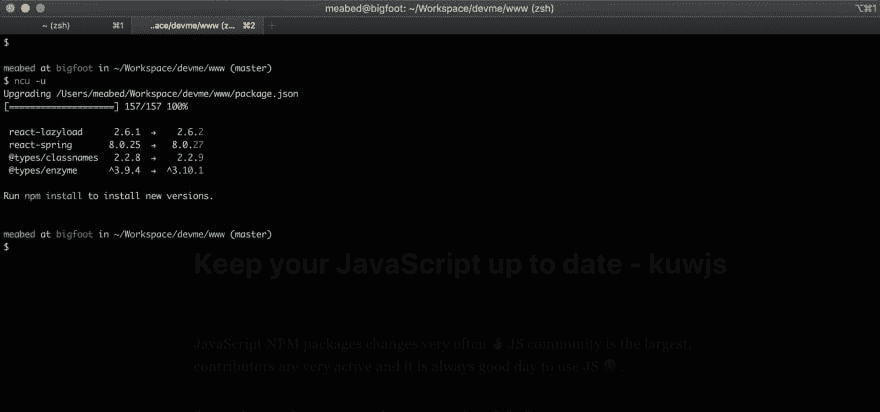 meabed@bigfoot: ~/Workspace/devme/www (zsh)
⌥⌘1
~ (zsh) ⌘1 ..ace/devme/www (z... ⌘2 +
$
meabed at bigfoot in ~/Workspace/devme/www (master)
$ ncu -u
Upgrading /Users/meabed/Workspace/devme/www/package.json
[====================] 157/157 100%
react-lazyload 2.6.1 → 2.6.2
react-spring 8.0.25 → 8.0.27
@types/classnames 2.2.8 → 2.2.9
@types/enzyme ^3.9.4 → ^3.10.1
Run npm install to install new versions.
meabed at bigfoot in ~/Workspace/devme/www (master)
$
Keep your JavaScript up to date - kuwjs
JavaScript NPM packages changes very often JS community is the largest,
contributors are very active and it is always good day to use JS .